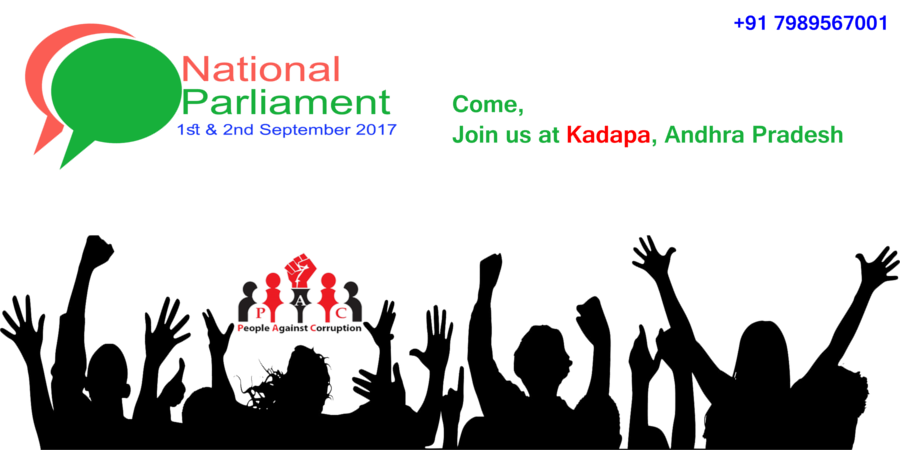 +91 7989567001
National
Parliament
1st & 2nd September 2017
Come,
Join us at Kadapa, Andhra Pradesh
P A C
People Against Corruption